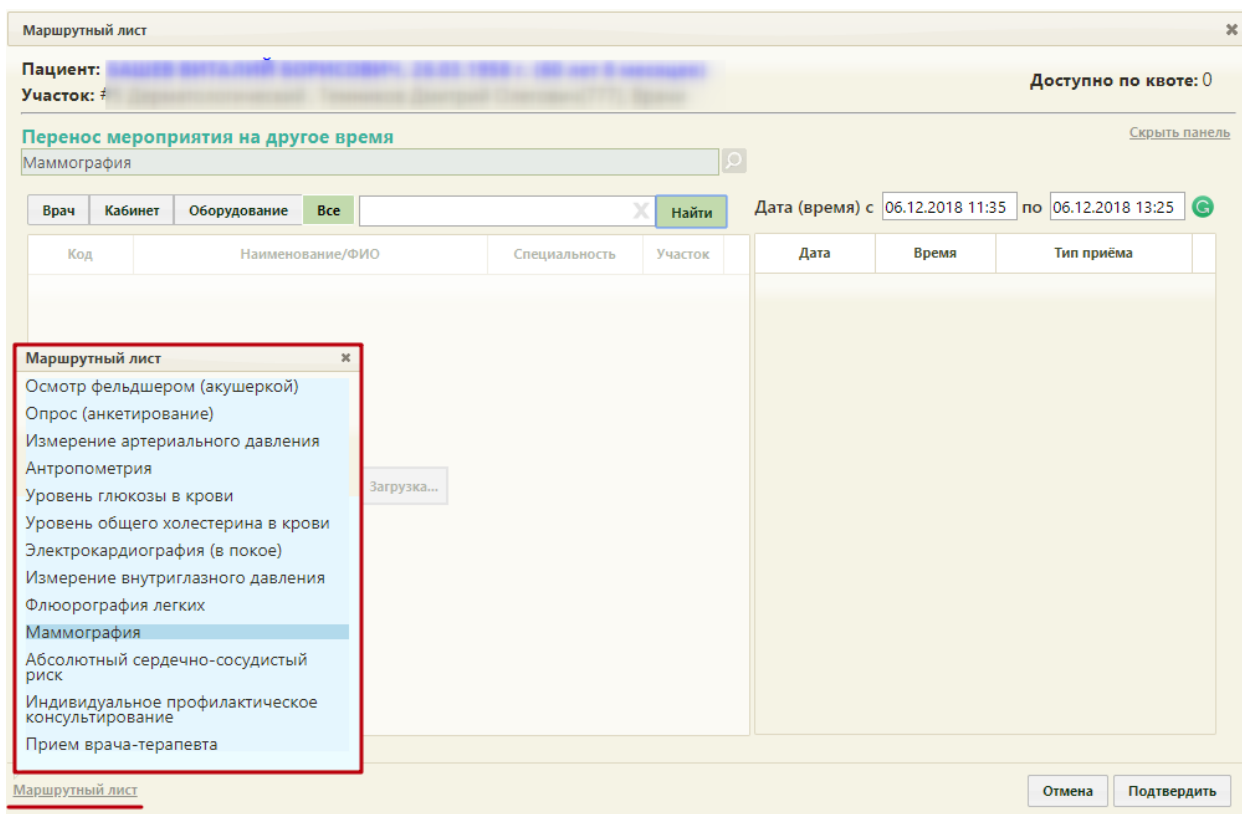 Маршрутный лист
Пациент:
Доступно по квоте: 0
Участок: #
Перенос мероприятия на другое время
Скрыть панель
Маммография
Врач Кабинет Оборудование Все X Найти
Дата (время) с 06.12.2018 11:35 по 06.12.2018 13:25
Код Наименование/ФИО Специальность Участок
Дата Время Тип приёма
Загрузка...
Маршрутный лист
Осмотр фельдшером (акушеркой)
Опрос (анкетирование)
Измерение артериального давления
Антропометрия
Уровень глюкозы в крови
Уровень общего холестерина в крови
Электрокардиография (в покое)
Измерение внутриглазного давления
Флюорография легких
Маммография
Абсолютный сердечно-сосудистый
риск
Индивидуальное профилактическое
консультирование
Прием врача-терапевта
Маршрутный лист
Отмена Подтвердить